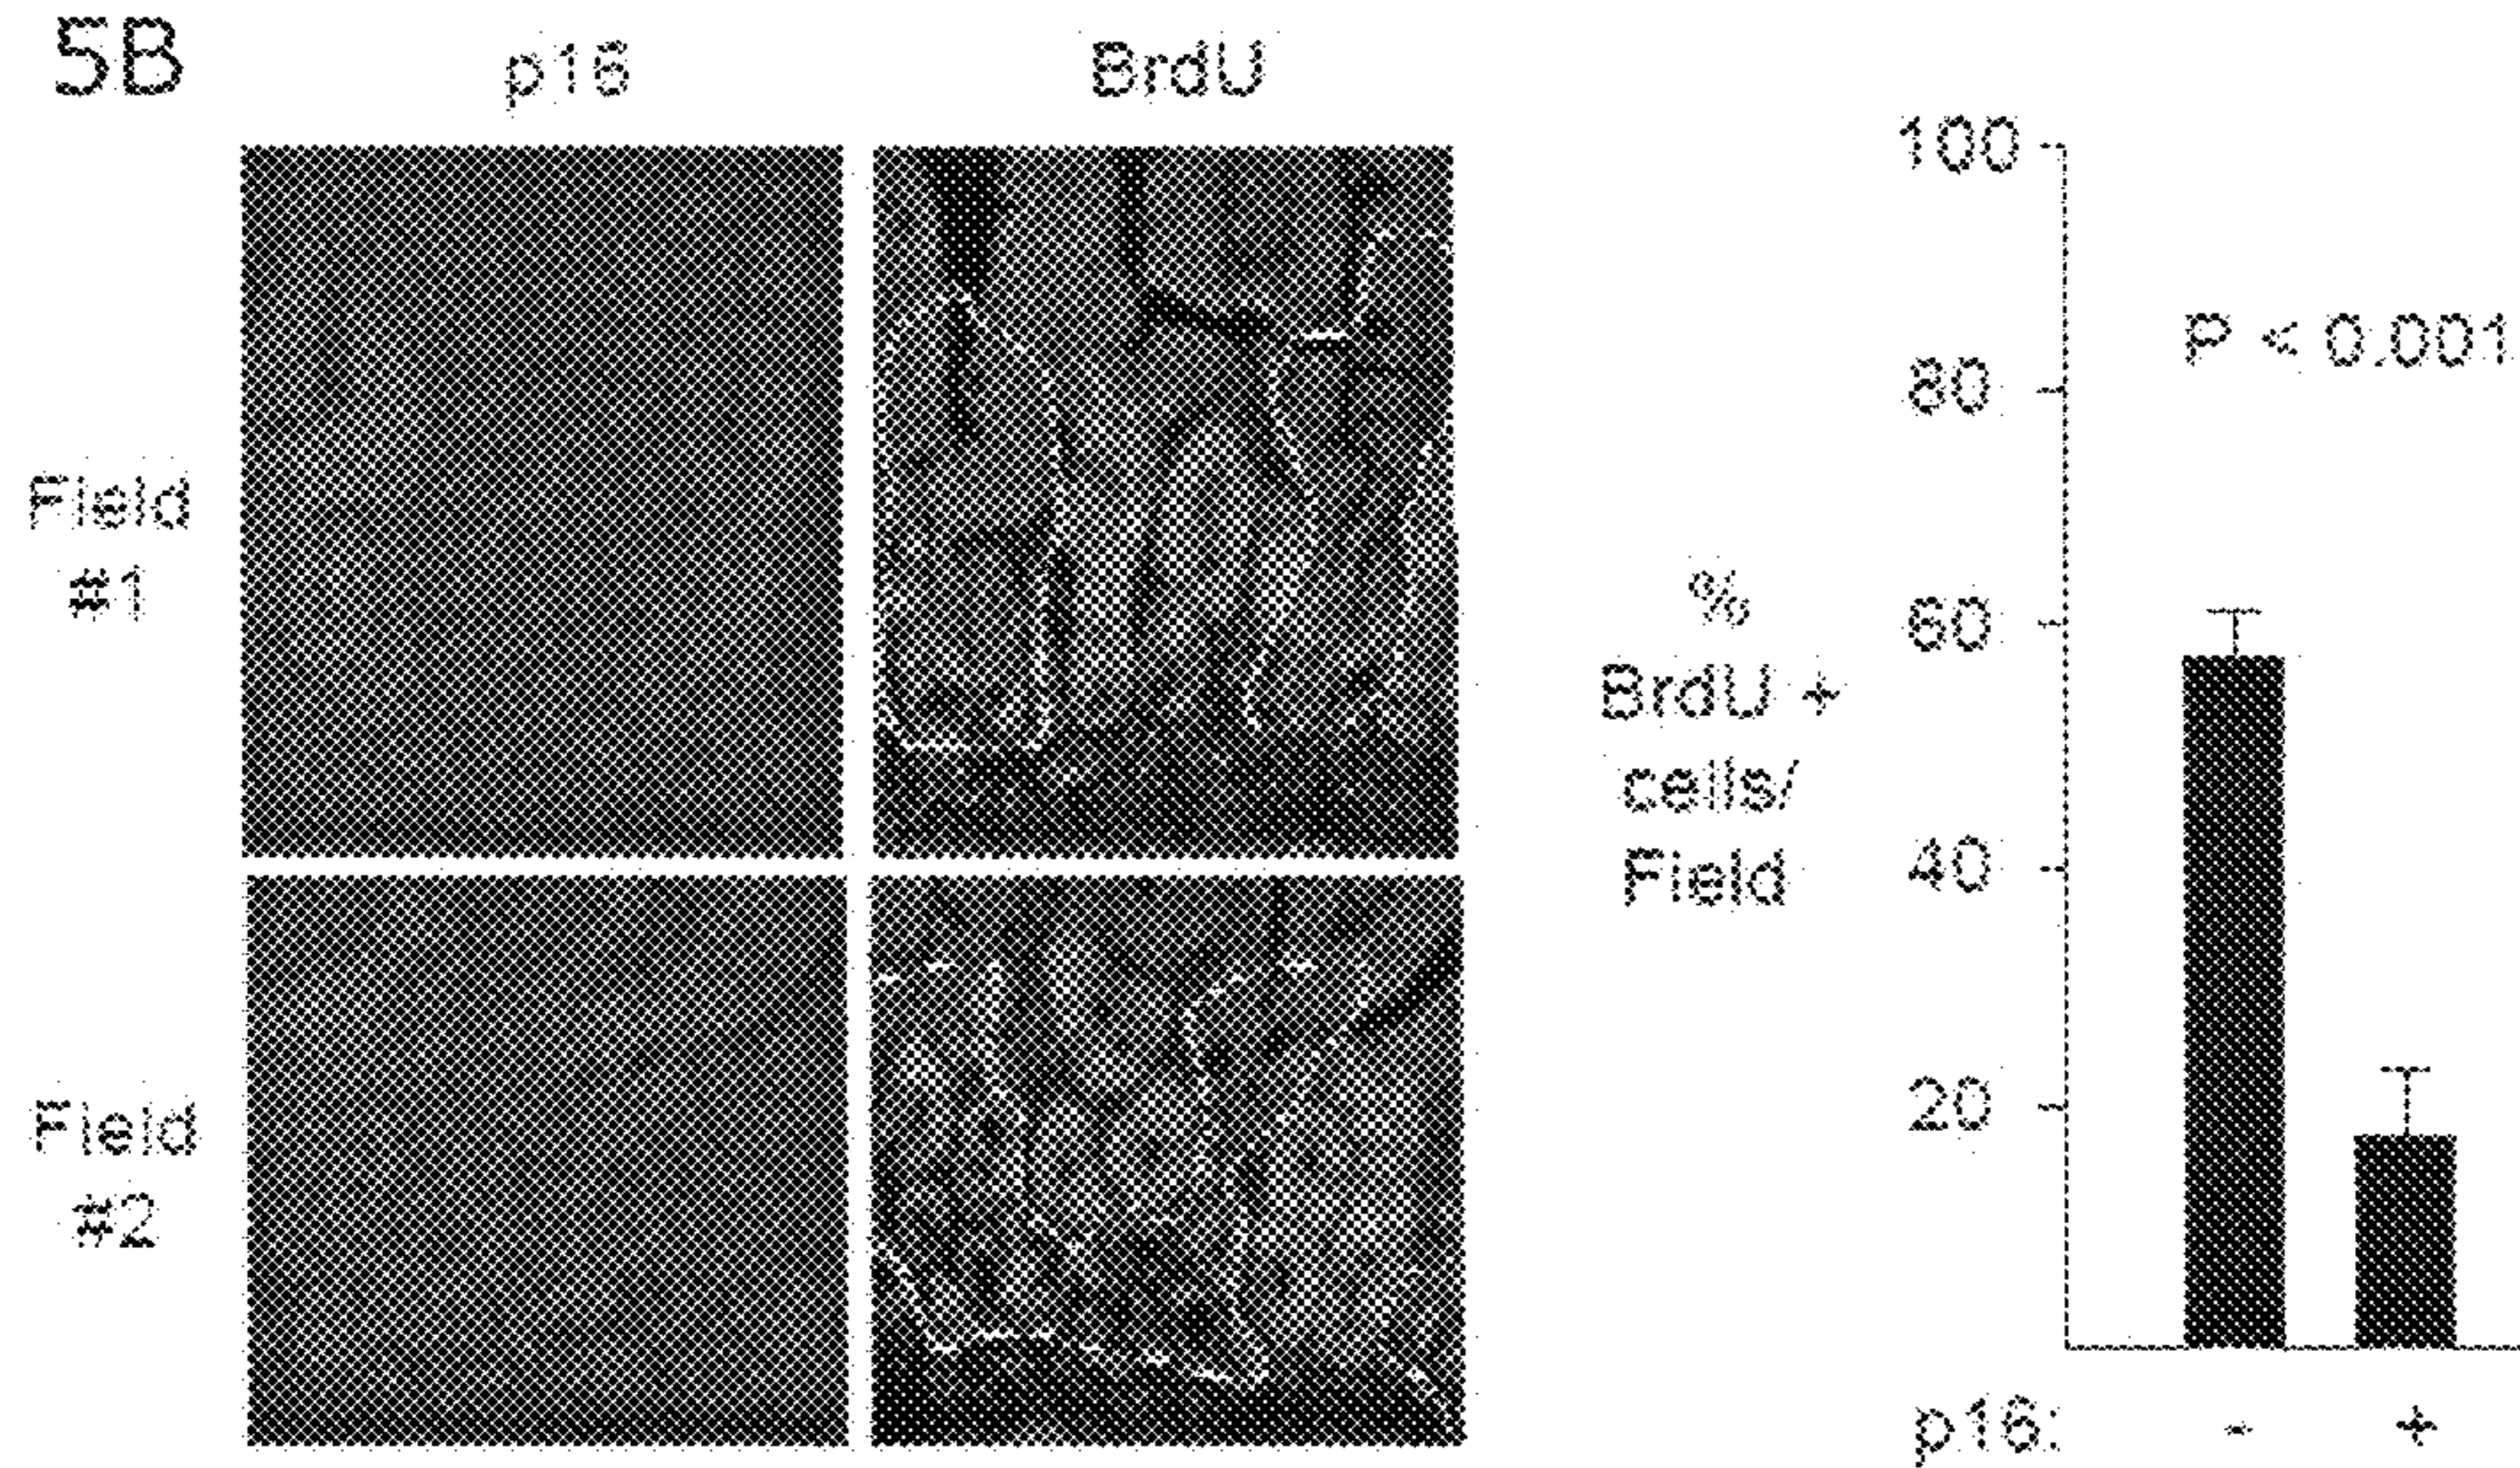 5B
p16
BrdU
Field
#1
Field
#2
%
BrdU +
cells/
Field
100
80
60
40
20
P < 0.001
p16:
-
+